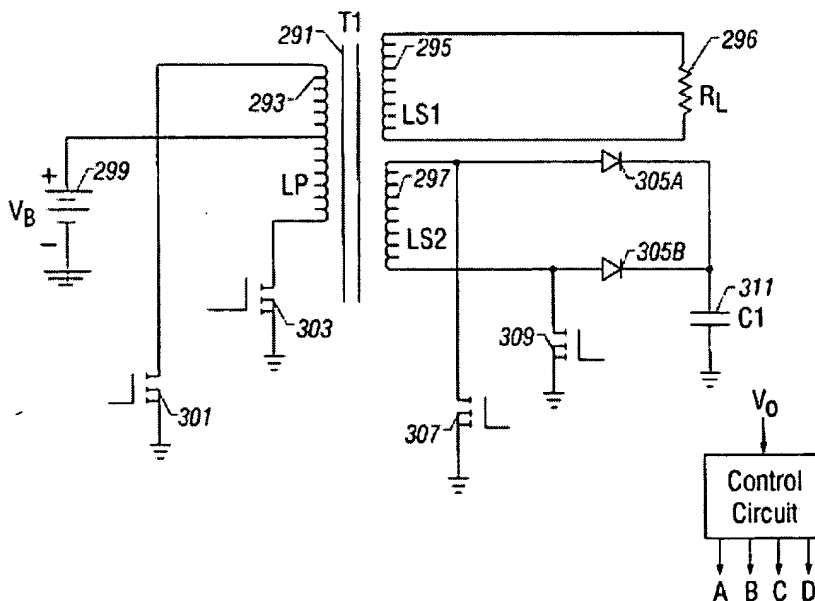 T1
291
295
296
293
LS1
RL
+
299
VB
−
LP
297
305A
LS2
305B
311
C1
303
309
301
307
VO
Control
Circuit
A B C D